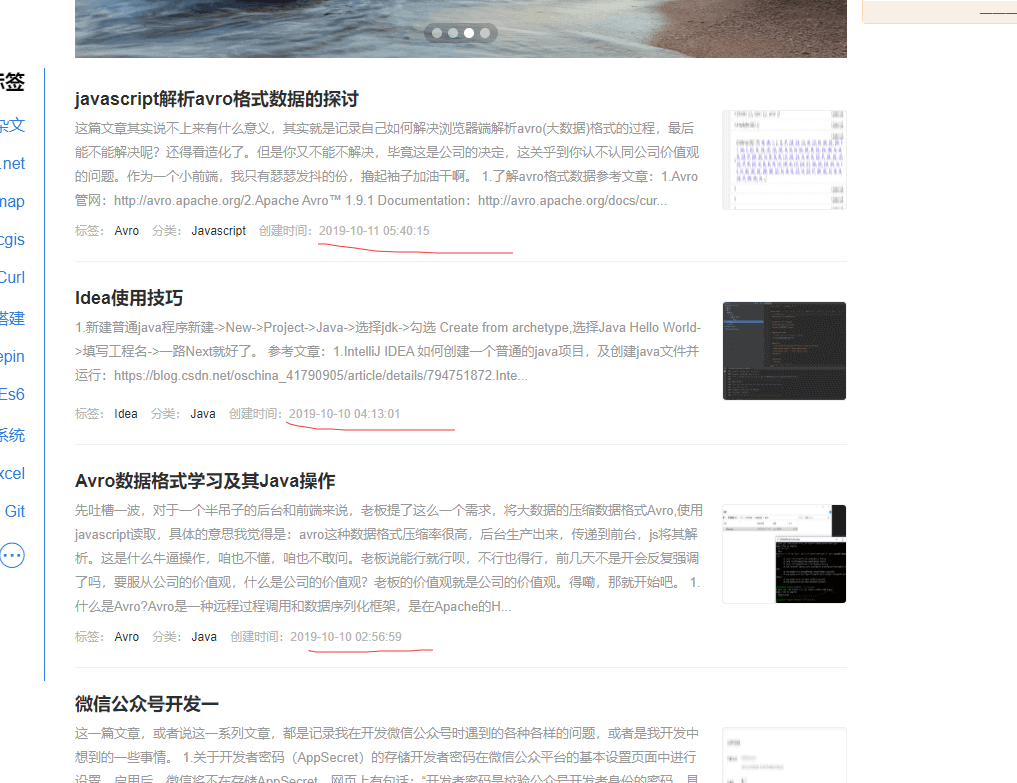 签
杂文
.net
map
cgis
Curl
搭建
epin
Es6
系统
xcel
Git
javascript解析avro格式数据的探讨
这篇文章其实说不上来有什么意义，其实就是记录自己如何解决浏览器端解析avro(大数据)格式的过程，最后
能不能解决呢？还得看造化了。但是你又不能不解决，毕竟这是公司的决定，这关乎到你认不认同公司价值观
的问题。作为一个小前端，我只有瑟瑟发抖的份，撸起袖子加油干啊。 1.了解avro格式数据参考文章：1.Avro
管网：http://avro.apache.org/2.Apache Avro™ 1.9.1 Documentation：http://avro.apache.org/docs/cur...
标签： Avro 分类： Javascript 创建时间：2019-10-11 05:40:15
Idea使用技巧
1.新建普通java程序新建->New->Project->Java->选择jdk->勾选 Create from archetype,选择Java Hello World-
>填写工程名->一路Next就好了。 参考文章：1.IntelliJ IDEA 如何创建一个普通的java项目，及创建java文件并
运行：https://blog.csdn.net/oschina_41790905/article/details/794751872.Inte...
标签： Idea 分类： Java 创建时间：2019-10-10 04:13:01
Avro数据格式学习及其Java操作
先吐槽一波，对于一个半吊子的后台和前端来说，老板提了这么一个需求，将大数据的压缩数据格式Avro,使用
javascript读取，具体的意思我觉得是：avro这种数据格式压缩率很高，后台生产出来，传递到前台，js将其解
析。这是什么牛逼操作，咱也不懂，咱也不敢问，老板说能行就行呗，不行也得行，前几天不是开会反复强调
了吗，要服从公司的价值观，什么是公司的价值观？老板的价值观就是公司的价值观。得嘞，那就开始吧。 1.
什么是Avro?Avro是一种远程过程调用和数据序列化框架，是在Apache的H...
标签： Avro 分类： Java 创建时间：2019-10-10 02:56:59
微信公众号开发一
这一篇文章，或者说这一系列文章，都是记录我在开发微信公众号时遇到的各种各样的问题，或者是我开发中
想到的一些事情。 1.关于开发者密码（AppSecret）的存储开发者密码在微信公众平台的基本设置页面中进行
设置，启用后，微信将不在存储AppSecret。网页上有句话：“开发者密码是校验公众号开发者身份的密码，具